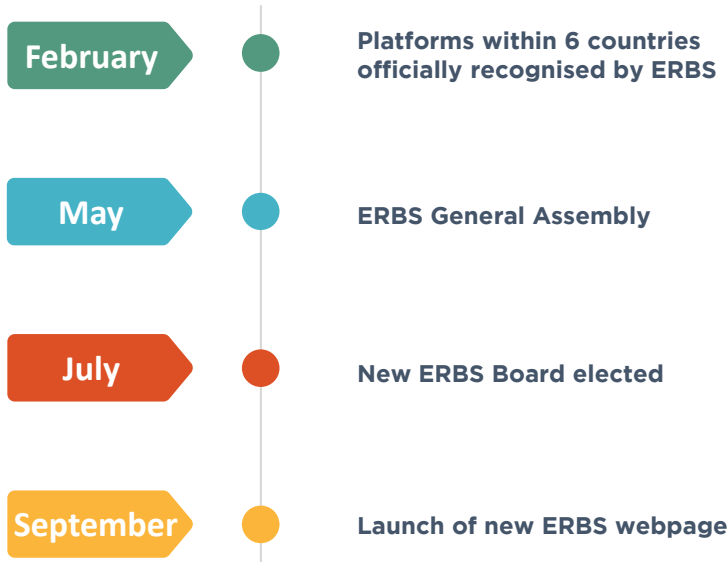 February
Platforms within 6 countries
officially recognised by ERBS
May
ERBS General Assembly
July
New ERBS Board elected
September
Launch of new ERBS webpage